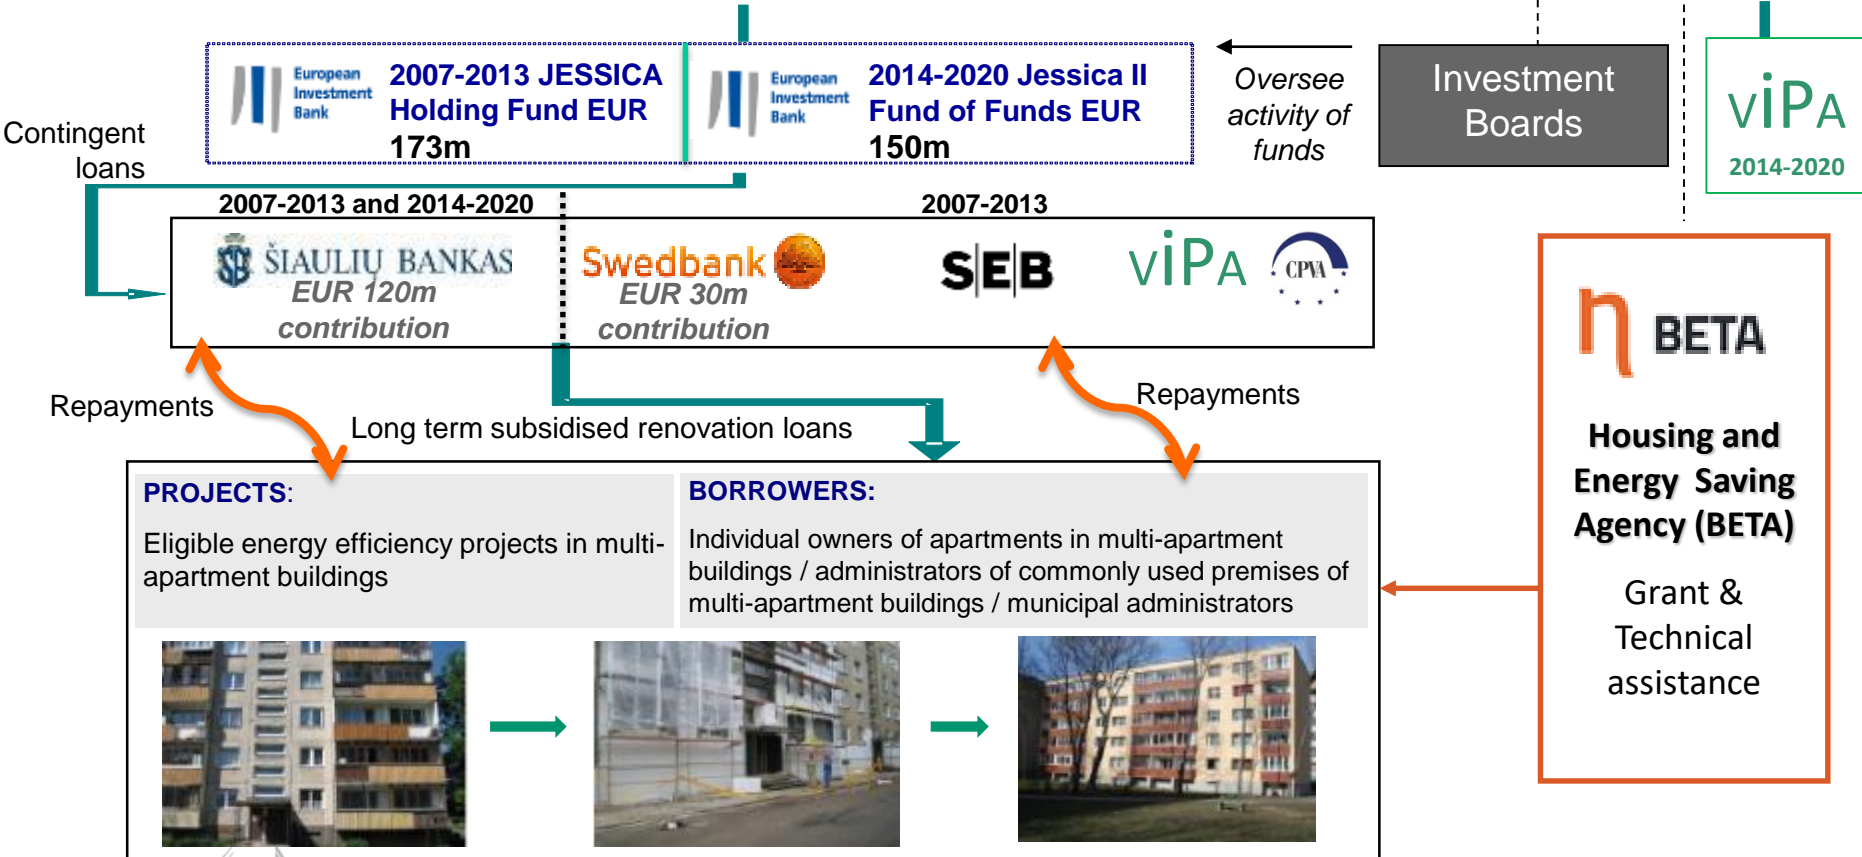 European
Investment
Bank
2007-2013 JESSICA
Holding Fund EUR
173m
European
Investment
Bank
2014-2020 Jessica II
Fund of Funds EUR
150m
Oversee
activity of
funds
Investment
Boards
viPA
2014-2020
Contingent
loans
2007-2013 and 2014-2020
2007-2013
ŠIAULIŲ BANKAS
EUR 120m
contribution
Swedbank
EUR 30m
contribution
S|E|B
viPA
CPVA
Repayments
Long term subsidised renovation loans
Repayments
PROJECTS:
Eligible energy efficiency projects in multi-
apartment buildings
BORROWERS:
Individual owners of apartments in multi-apartment
buildings / administrators of commonly used premises of
multi-apartment buildings / municipal administrators
η BETA
Housing and
Energy Saving
Agency (BETA)
Grant &
Technical
assistance